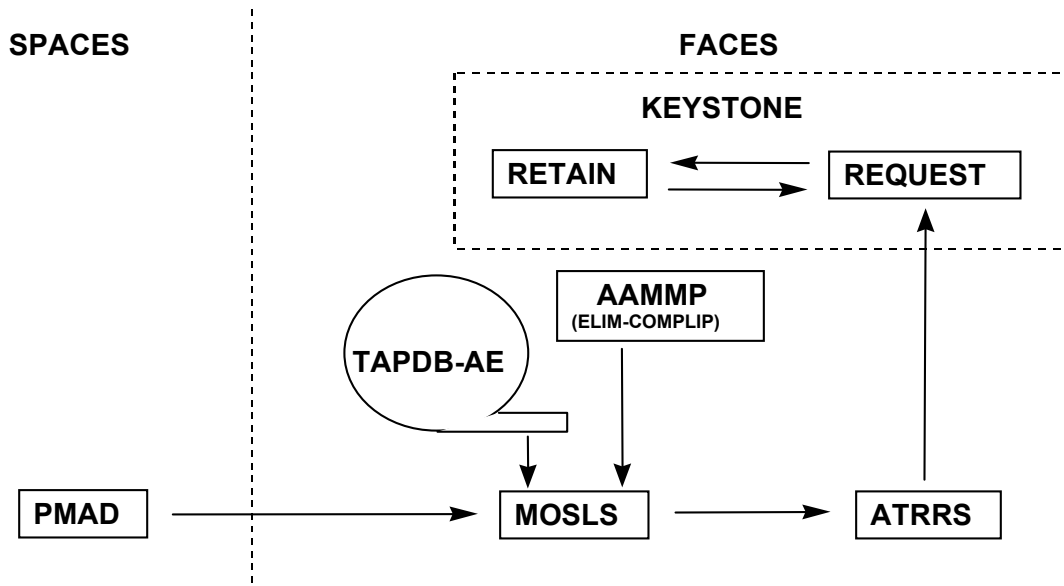 SPACES
FACES
KEYSTONE
RETAIN
REQUEST
AAMMP
(ELIM-COMPLIP)
TAPDB-AE
PMAD
MOSLS
ATRRS